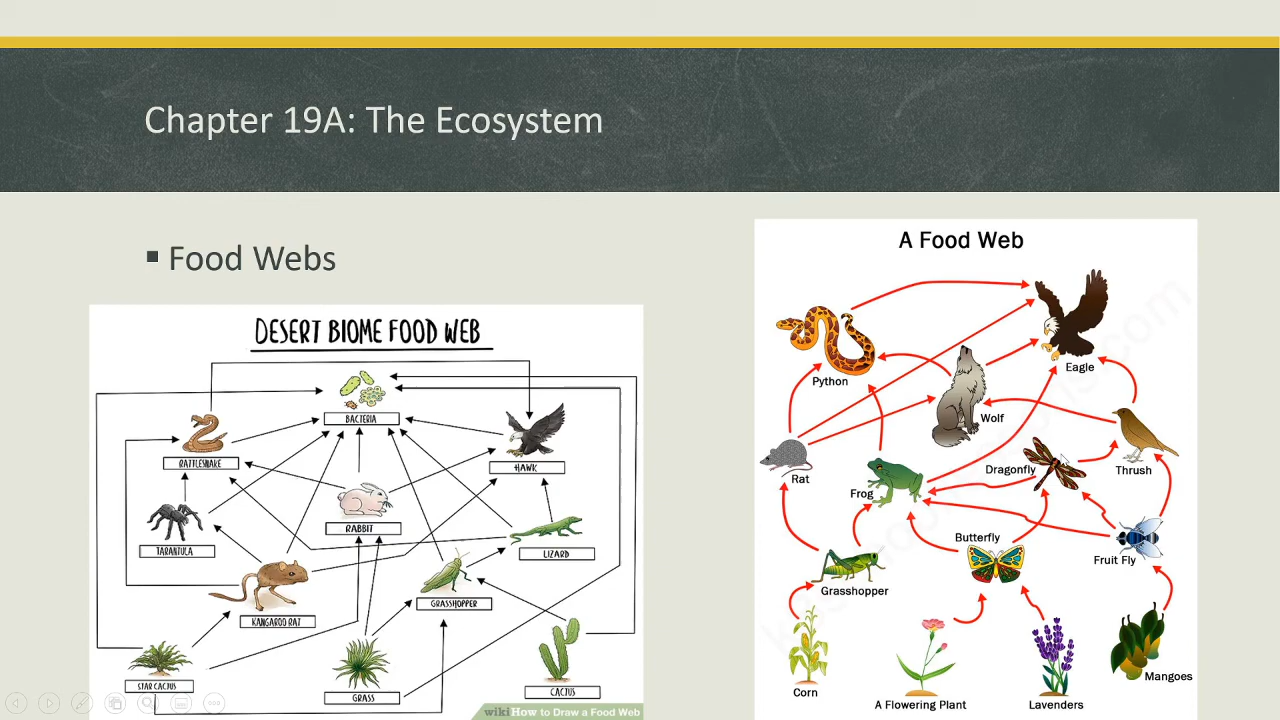 Chapter 19A: The Ecosystem
▪ Food Webs
DESERT BIOME FOOD WEB
BACTERIA
RATTLESNAKE
HAWK
RABBIT
TARANTULA
LIZARD
GRASSHOPPER
KANGAROO RAT
STAR CACTUS
GRASS
CACTUS
wikiHow to Draw a Food Web
A Food Web
Python
Eagle
Wolf
Rat
Frog
Dragonfly
Thrush
Butterfly
Fruit Fly
Grasshopper
Corn
A Flowering Plant
Lavenders
Mangoes